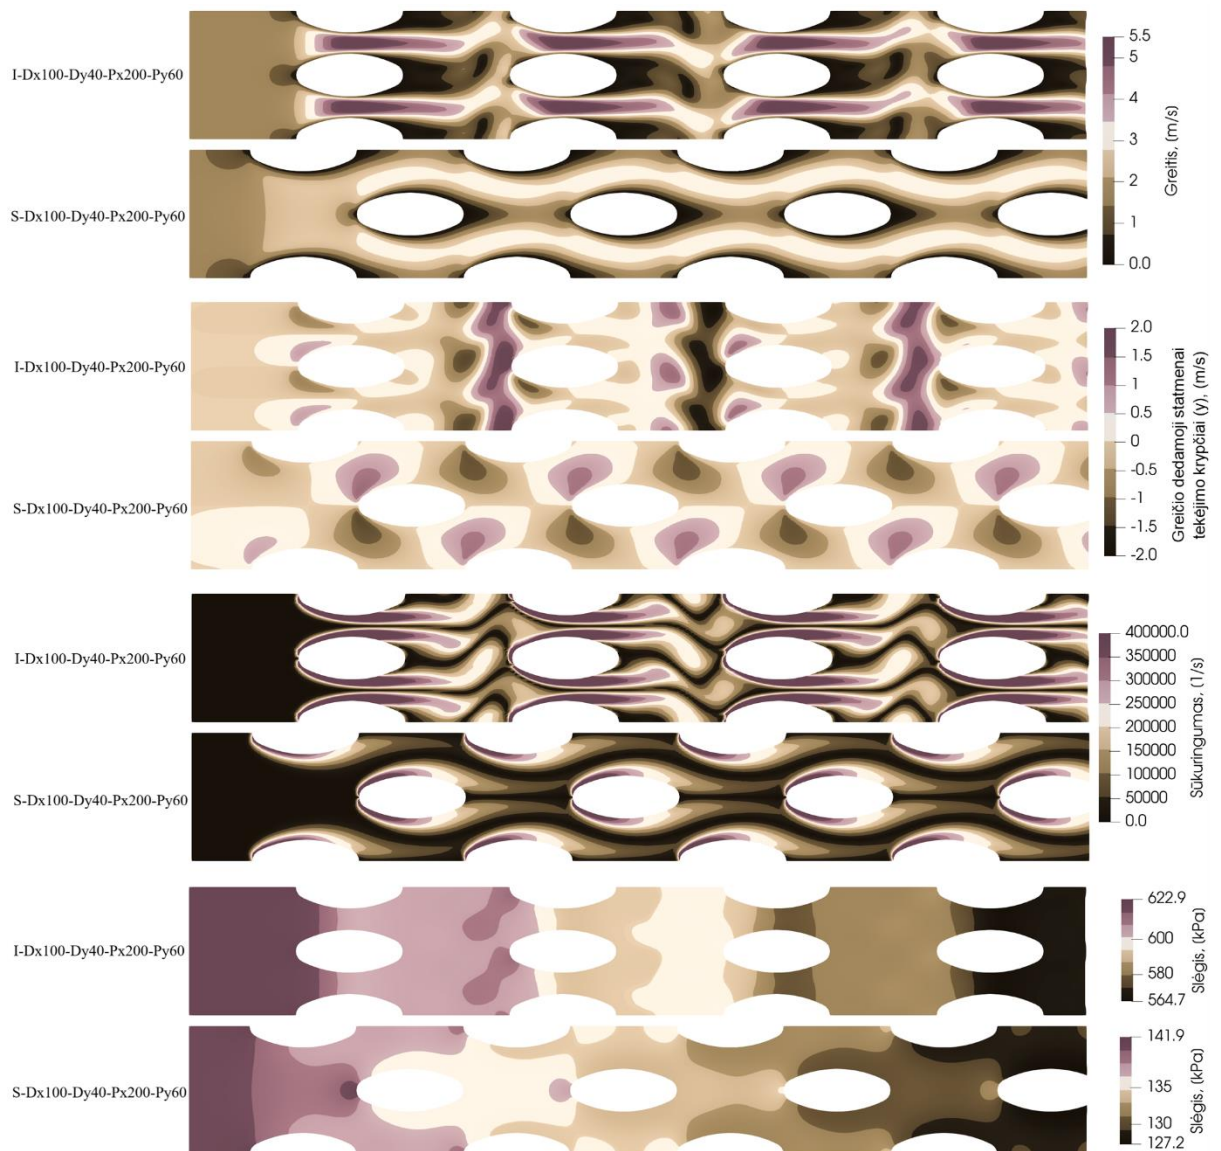 I-Dx100-Dy40-Px200-Py60
S-Dx100-Dy40-Px200-Py60
5.5
5
4
3
2
1
0.0
Greitis, (m/s)
I-Dx100-Dy40-Px200-Py60
S-Dx100-Dy40-Px200-Py60
2.0
1.5
1
0.5
0
-0.5
-1
-1.5
-2.0
Greičio dedamoji statmenai
tekėjimo krypčiai (y), (m/s)
I-Dx100-Dy40-Px200-Py60
S-Dx100-Dy40-Px200-Py60
400000.0
350000
300000
250000
200000
150000
100000
50000
0.0
Sūkuringumas, (1/s)
I-Dx100-Dy40-Px200-Py60
622.9
600
580
564.7
Slėgis, (kPa)
S-Dx100-Dy40-Px200-Py60
141.9
135
130
127.2
Slėgis, (kPa)